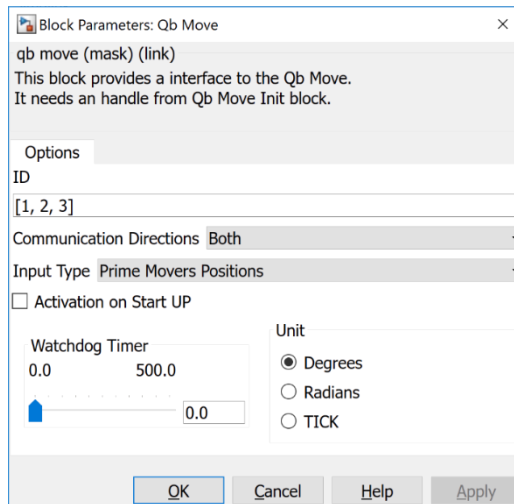 Block Parameters: Qb Move
qb move (mask) (link)
This block provides a interface to the Qb Move.
It needs an handle from Qb Move Init block.
Options
ID
[1, 2, 3]
Communication Directions Both
Input Type Prime Movers Positions
Activation on Start UP
Watchdog Timer
0.0 500.0
0.0
Unit
Degrees
Radians
TICK
OK Cancel Help Apply